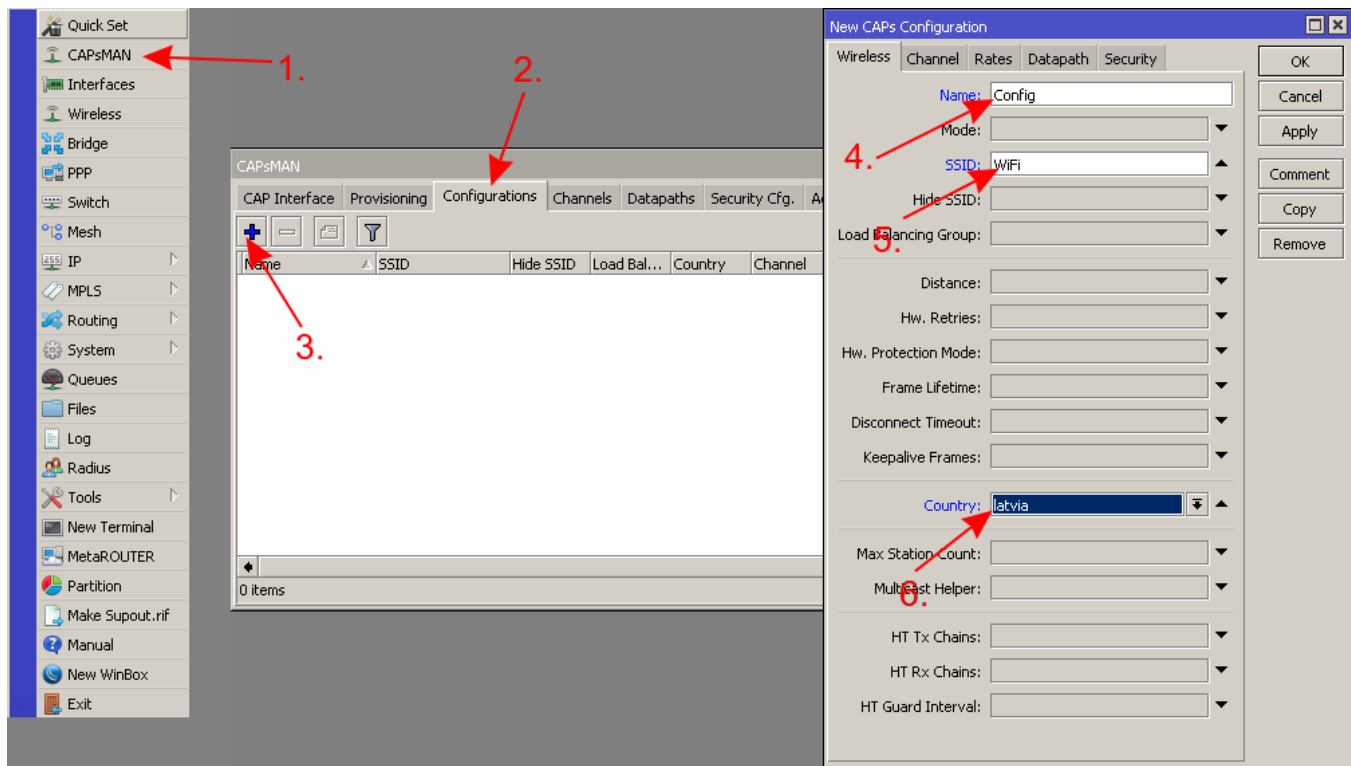 Quick Set
CAPsMAN
Interfaces
Wireless
Bridge
PPP
Switch
Mesh
255 IP
MPLS
Routing
System
Queues
Files
Log
Radius
Tools
New Terminal
MetaROUTER
Partition
Make Supout.rif
Manual
New WinBox
Exit
1.
2.
CAPsMAN
CAP Interface Provisioning Configurations Channels Datapaths Security Cfg.
Name SSID Hide SSID Load Bal... Country Channel
3.
0 items
New CAPs Configuration
Wireless Channel Rates Datapath Security
Name: Config
Mode:
4.
SSID: WiFi
Hide SSID:
5.
Load Balancing Group:
Distance:
Hw. Retries:
Hw. Protection Mode:
Frame Lifetime:
Disconnect Timeout:
Keepalive Frames:
Country: latvia
Max Station Count:
Multicast Helper:
6.
HT Tx Chains:
HT Rx Chains:
HT Guard Interval:
OK
Cancel
Apply
Comment
Copy
Remove